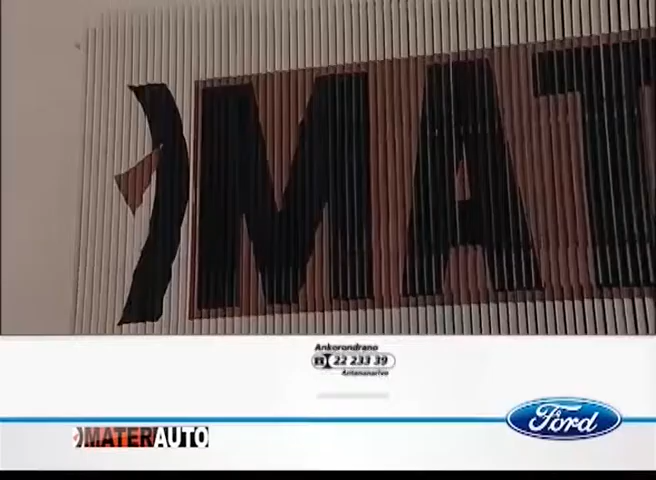 MAT
Ankorondrano
22 233 39
Antananarivo
Ford
MATERAUTO